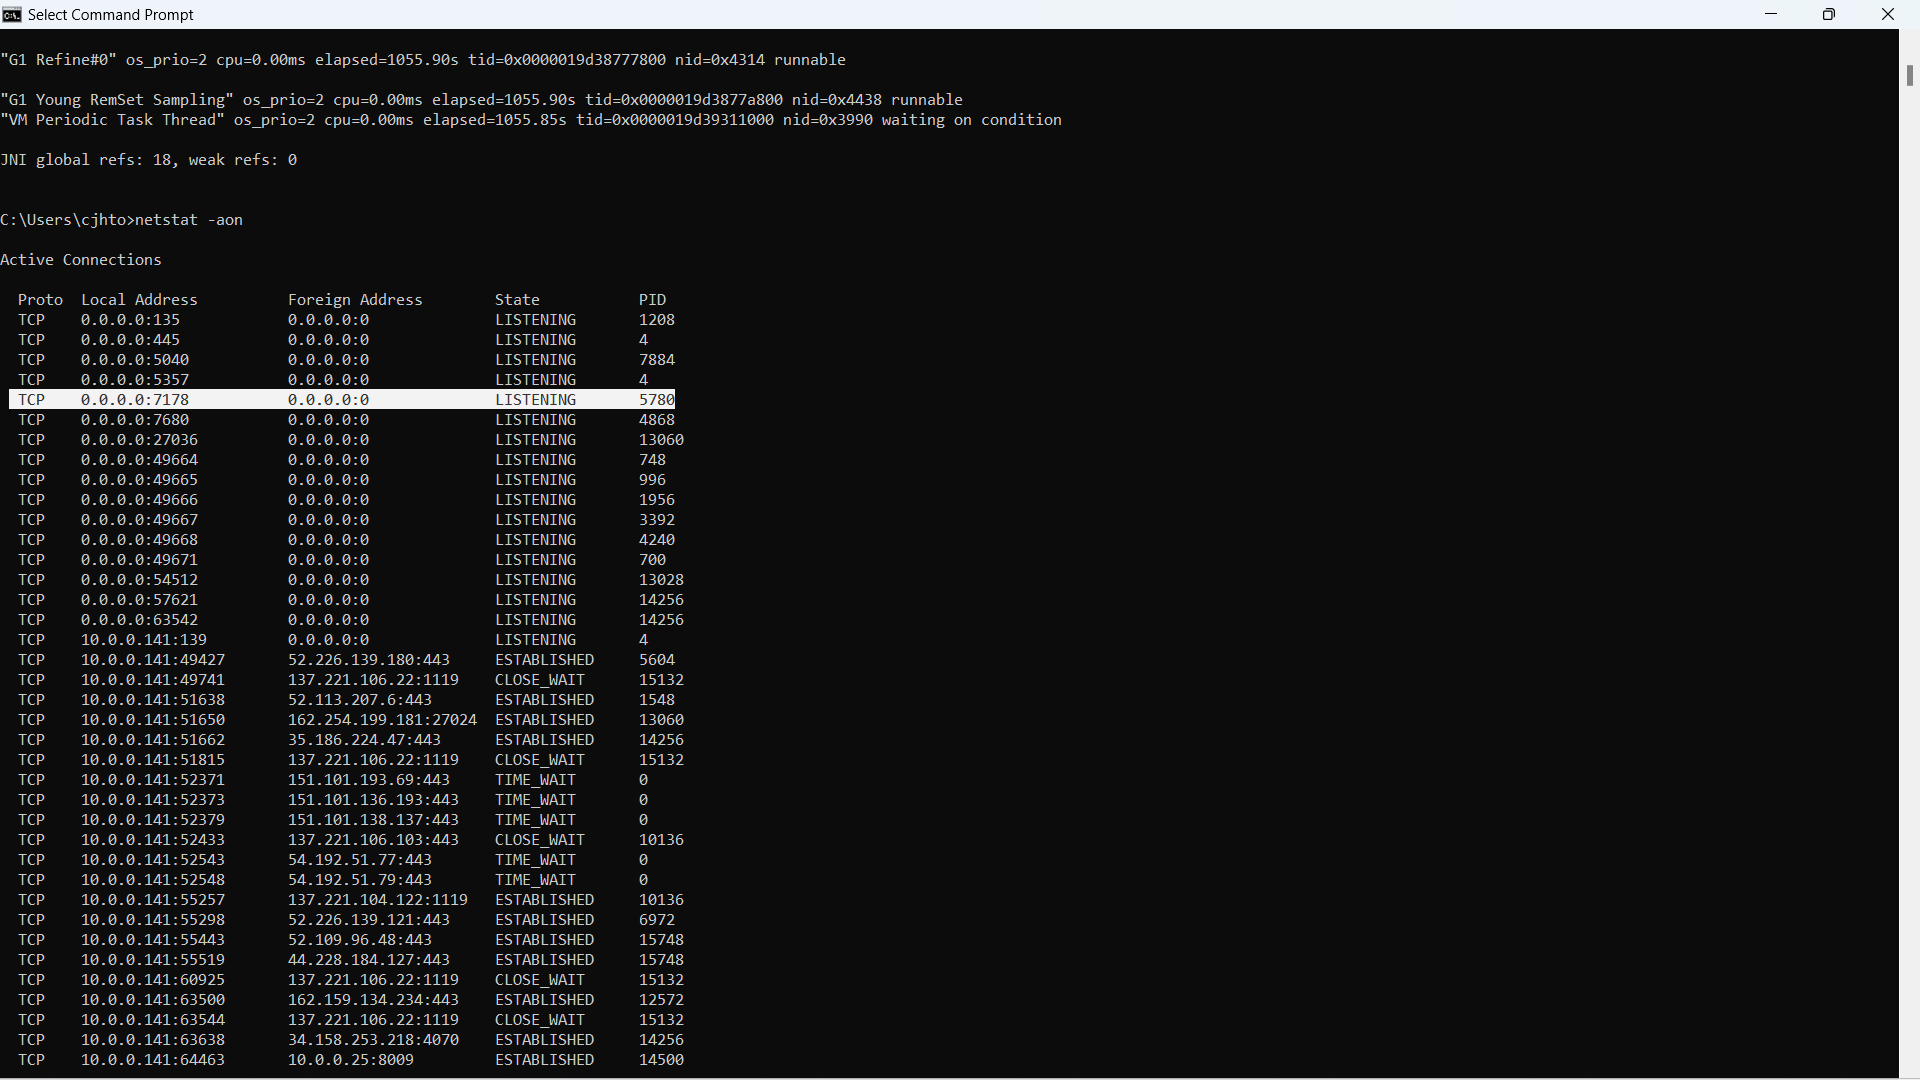 Select Command Prompt
"G1 Refine#0" os_prio=2 cpu=0.00ms elapsed=1055.90s tid=0x0000019d38777800 nid=0x4314 runnable
"G1 Young RemSet Sampling" os_prio=2 cpu=0.00ms elapsed=1055.90s tid=0x0000019d3877a800 nid=0x4438 runnable
"VM Periodic Task Thread" os_prio=2 cpu=0.00ms elapsed=1055.85s tid=0x0000019d39311000 nid=0x3990 waiting on condition
JNI global refs: 18, weak refs: 0
C:\Users\cjhto>netstat -aon
Active Connections
Proto  Local Address          Foreign Address        State           PID
TCP    0.0.0.0:135            0.0.0.0:0              LISTENING       1208
TCP    0.0.0.0:445            0.0.0.0:0              LISTENING       4
TCP    0.0.0.0:5040           0.0.0.0:0              LISTENING       7884
TCP    0.0.0.0:5357           0.0.0.0:0              LISTENING       4
TCP    0.0.0.0:7178           0.0.0.0:0              LISTENING       5780
TCP    0.0.0.0:7680           0.0.0.0:0              LISTENING       4868
TCP    0.0.0.0:27036          0.0.0.0:0              LISTENING       13060
TCP    0.0.0.0:49664          0.0.0.0:0              LISTENING       748
TCP    0.0.0.0:49665          0.0.0.0:0              LISTENING       996
TCP    0.0.0.0:49666          0.0.0.0:0              LISTENING       1956
TCP    0.0.0.0:49667          0.0.0.0:0              LISTENING       3392
TCP    0.0.0.0:49668          0.0.0.0:0              LISTENING       4240
TCP    0.0.0.0:49671          0.0.0.0:0              LISTENING       700
TCP    0.0.0.0:54512          0.0.0.0:0              LISTENING       13028
TCP    0.0.0.0:57621          0.0.0.0:0              LISTENING       14256
TCP    0.0.0.0:63542          0.0.0.0:0              LISTENING       14256
TCP    10.0.0.141:139         0.0.0.0:0              LISTENING       4
TCP    10.0.0.141:49427       52.226.139.180:443     ESTABLISHED     5604
TCP    10.0.0.141:49741       137.221.106.22:1119    CLOSE_WAIT      15132
TCP    10.0.0.141:51638       52.113.207.6:443       ESTABLISHED     1548
TCP    10.0.0.141:51650       162.254.199.181:27024  ESTABLISHED     13060
TCP    10.0.0.141:51662       35.186.224.47:443      ESTABLISHED     14256
TCP    10.0.0.141:51815       137.221.106.22:1119    CLOSE_WAIT      15132
TCP    10.0.0.141:52371       151.101.193.69:443     TIME_WAIT       0
TCP    10.0.0.141:52373       151.101.136.193:443    TIME_WAIT       0
TCP    10.0.0.141:52379       151.101.138.137:443    TIME_WAIT       0
TCP    10.0.0.141:52433       137.221.106.103:443    CLOSE_WAIT      10136
TCP    10.0.0.141:52543       54.192.51.77:443       TIME_WAIT       0
TCP    10.0.0.141:52548       54.192.51.79:443       TIME_WAIT       0
TCP    10.0.0.141:55257       137.221.104.122:1119   ESTABLISHED     10136
TCP    10.0.0.141:55298       52.226.139.121:443     ESTABLISHED     6972
TCP    10.0.0.141:55443       52.109.96.48:443       ESTABLISHED     15748
TCP    10.0.0.141:55519       44.228.184.127:443     ESTABLISHED     15748
TCP    10.0.0.141:60925       137.221.106.22:1119    CLOSE_WAIT      15132
TCP    10.0.0.141:63500       162.159.134.234:443    ESTABLISHED     12572
TCP    10.0.0.141:63544       137.221.106.22:1119    CLOSE_WAIT      15132
TCP    10.0.0.141:63638       34.158.253.218:4070    ESTABLISHED     14256
TCP    10.0.0.141:64463       10.0.0.25:8009         ESTABLISHED     14500